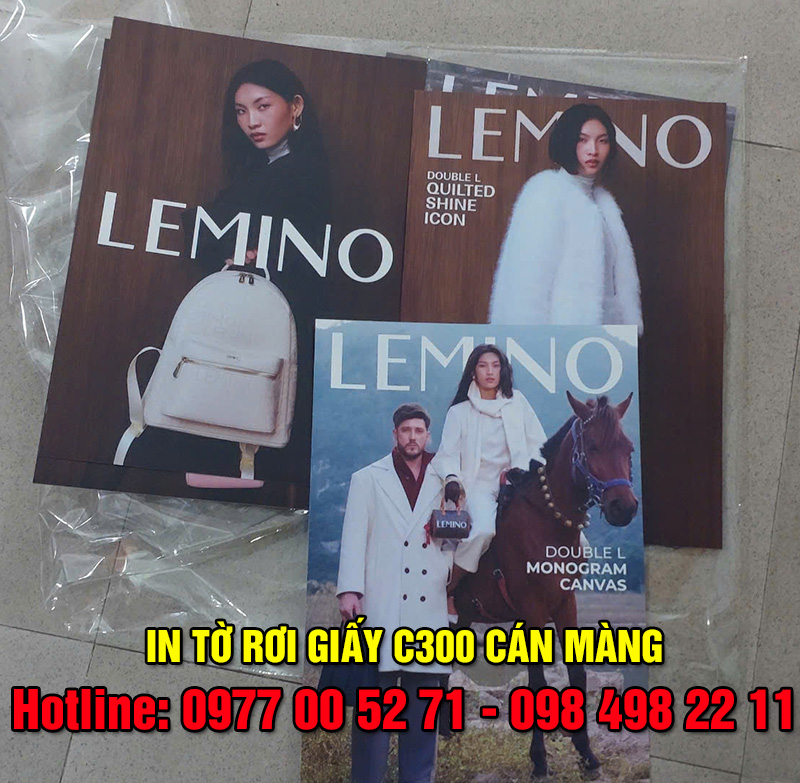 LEMINO
LEMINO
LEMINO
DOUBLE L
QUILTED
SHINE
ICON
LEMINO
LEMINO
DOUBLE L
MONOGRAM
CANVAS
IN TỜ RƠI GIẤY C300 CÁN MÀNG
Hotline: 0977 00 52 71 - 098 498 22 11